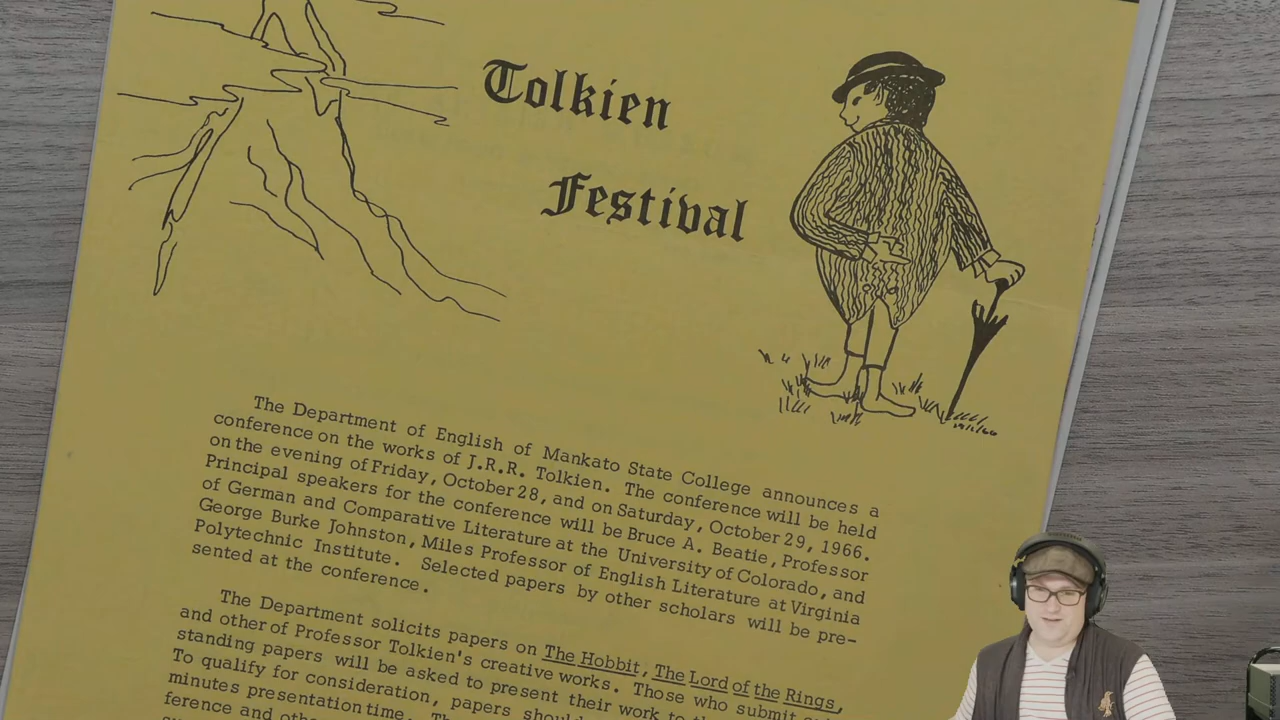 Tolkien
Festival
The Department of English of Mankato State College announces a
conference on the works of J.R.R. Tolkien. The conference will be held
on the evening of Friday, October 28, and on Saturday, October 29, 1966.
Principal speakers for the conference will be Bruce A. Beatie, Professor
of German and Comparative Literature at the University of Colorado, and
George Burke Johnston, Miles Professor of English Literature at Virginia
Polytechnic Institute. Selected papers by other scholars will be pre-
sented at the conference.
The Department solicits papers on The Hobbit, The Lord of the Rings,
and other of Professor Tolkien's creative works. Those who submit
standing papers will be asked to present their work to
To qualify for consideration, papers
minutes presentation time.
ference and